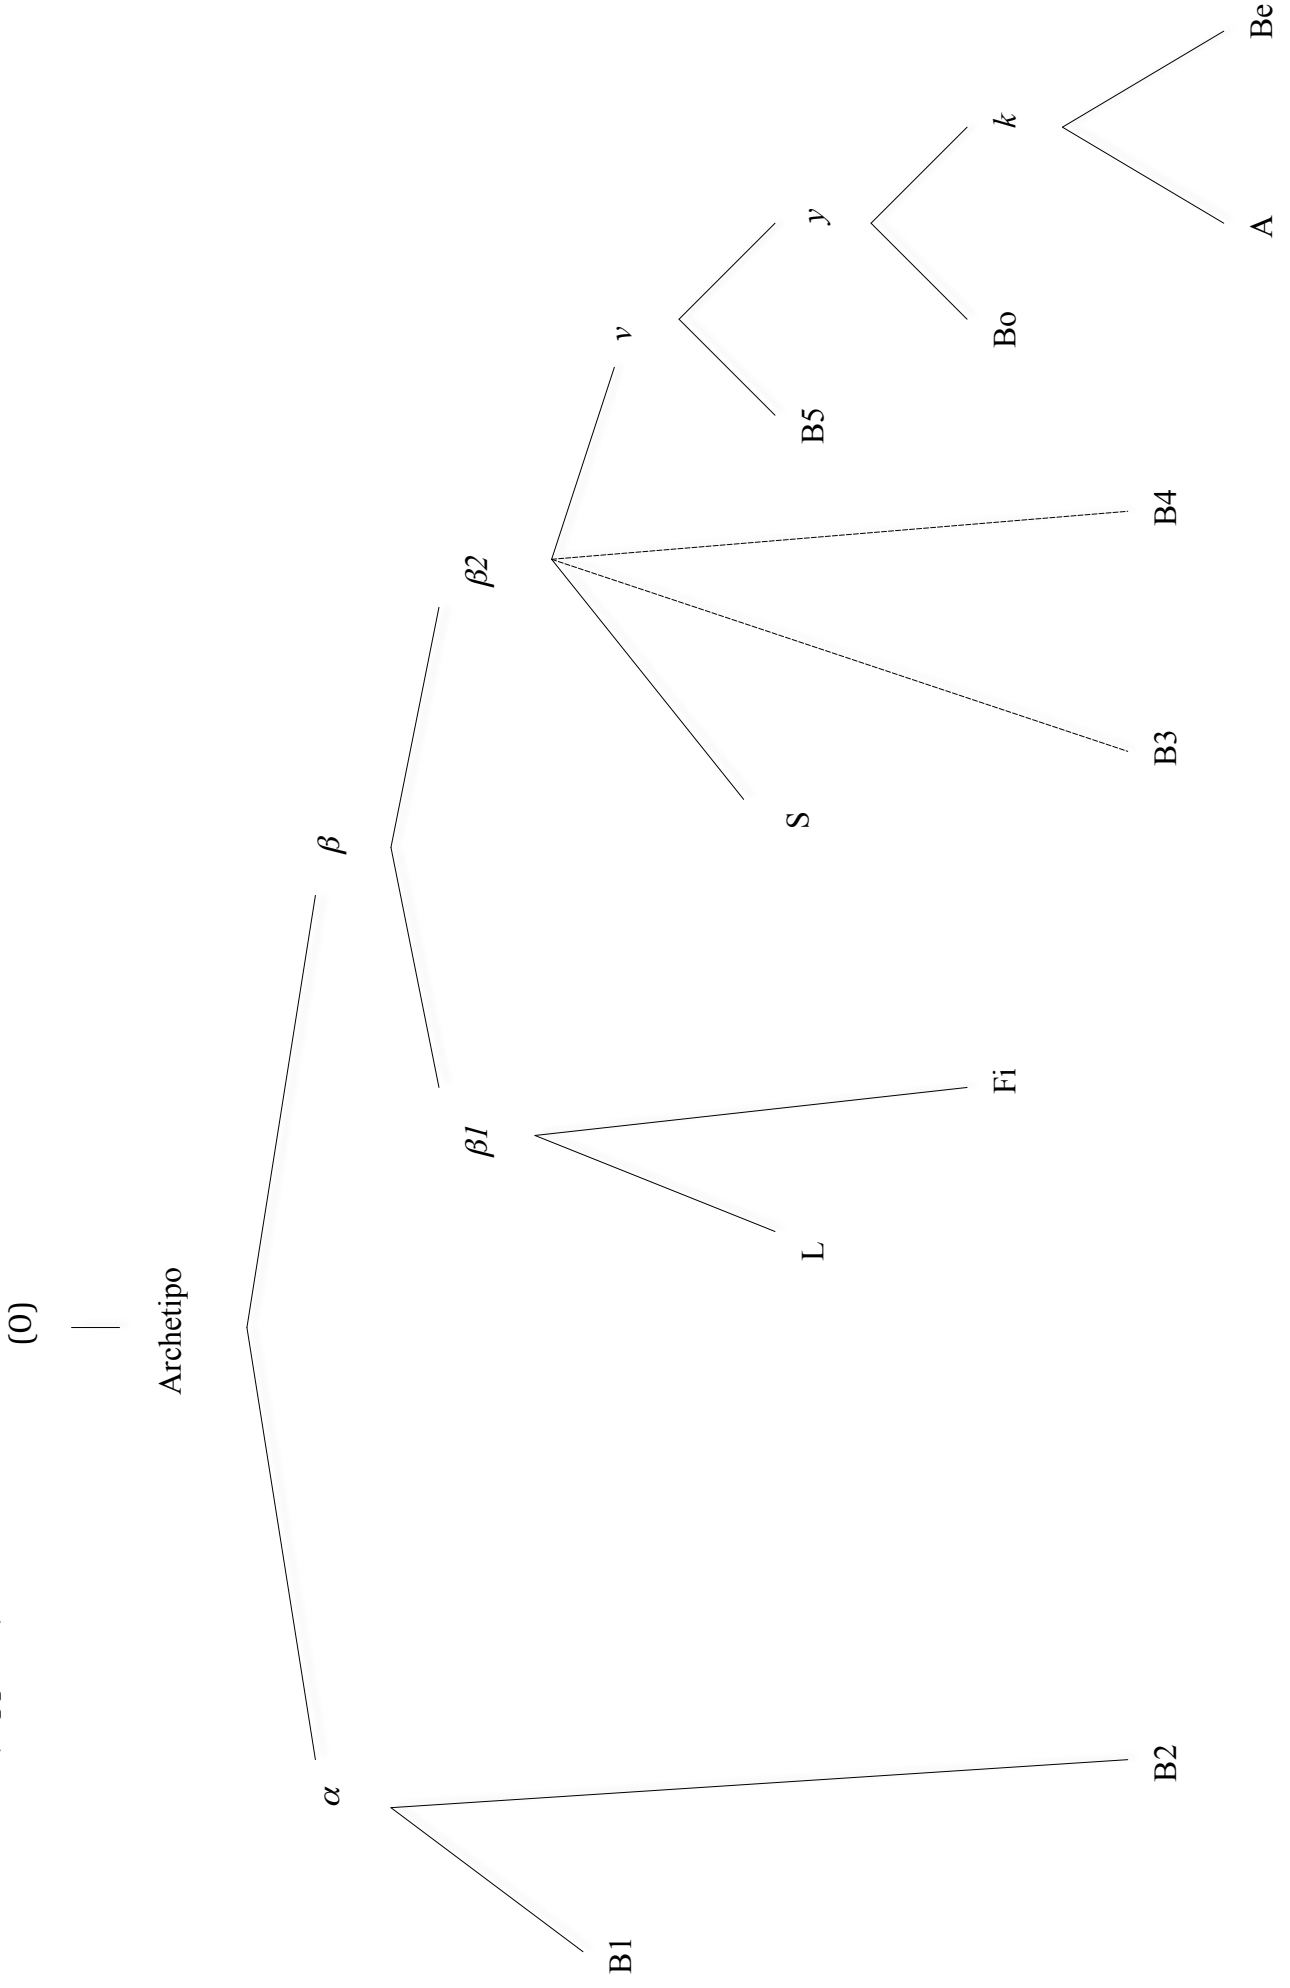 (O)
Archetipo
α β
β1 β2
v
B1 L S B5 y
Fi Bo k
B2 B3 B4
A Be